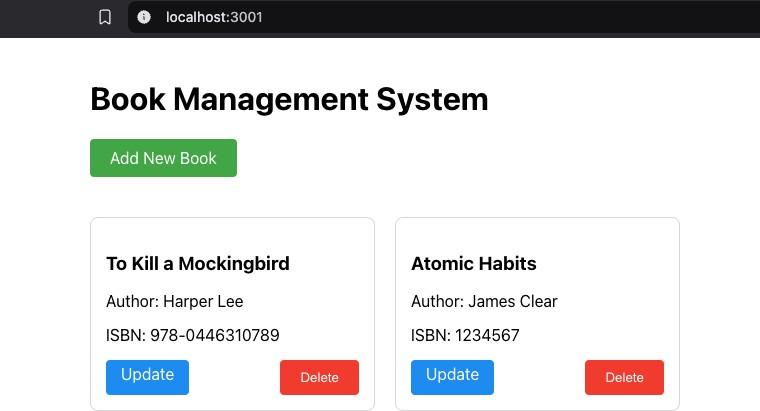 localhost:3001
Book Management System
Add New Book
To Kill a Mockingbird
Author: Harper Lee
ISBN: 978-0446310789
Update
Delete
Atomic Habits
Author: James Clear
ISBN: 1234567
Update
Delete